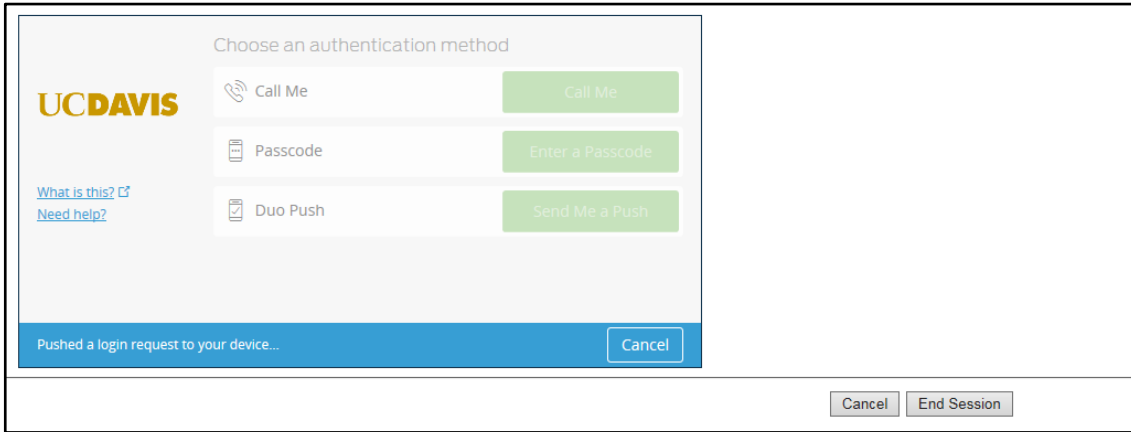 Choose an authentication method
UCDAVIS
Call Me
Call Me
Passcode
Enter a Passcode
What is this?
Need help?
Duo Push
Send Me a Push
Pushed a login request to your device...
Cancel
Cancel
End Session